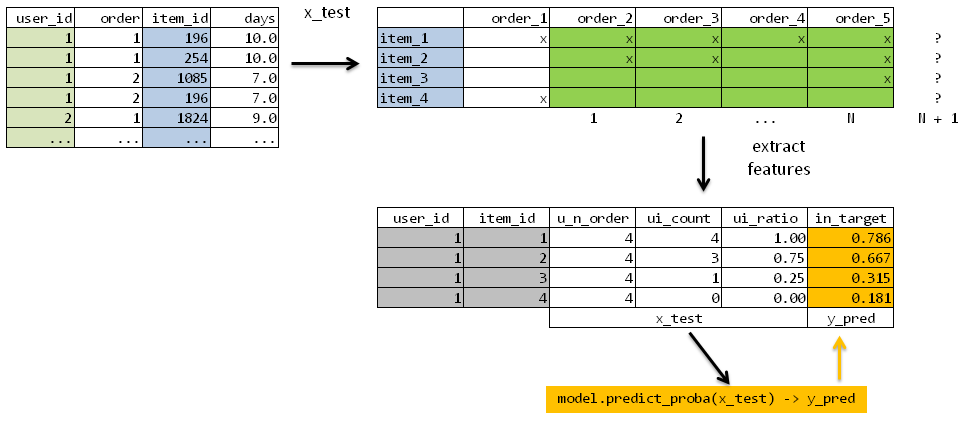 x_test
user_id order item_id days
1 1 196 10.0
1 1 254 10.0
1 2 1085 7.0
1 2 196 7.0
2 1 1824 9.0
... ... ... ...
order_1 order_2 order_3 order_4 order_5
item_1 x x x x x ?
item_2 x x ?
item_3 x ?
item_4 x ?
1 2 ... N N + 1
extract
features
user_id item_id u_n_order ui_count ui_ratio in_target
1 1 4 4 1.00 0.786
1 2 4 3 0.75 0.667
1 3 4 1 0.25 0.315
1 4 4 0 0.00 0.181
x_test y_pred
model.predict_proba(x_test) -> y_pred